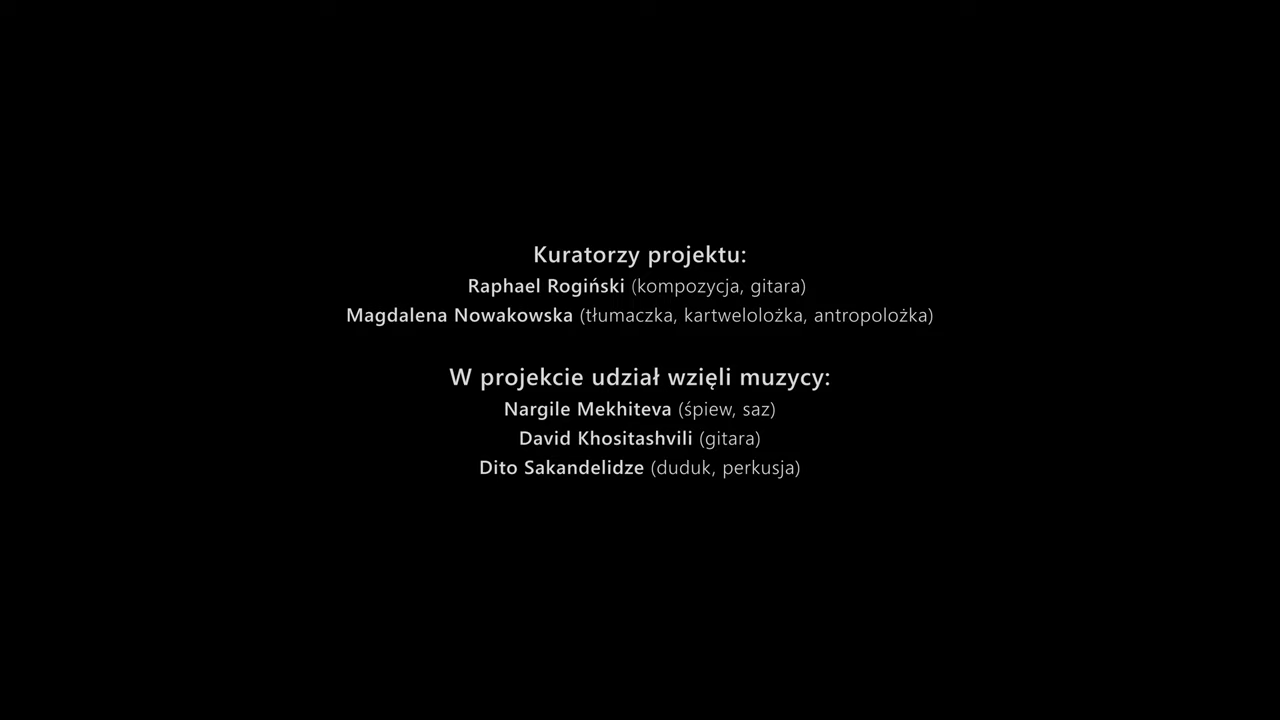 Kuratorzy projektu:
Raphael Rogiński (kompozycja, gitara)
Magdalena Nowakowska (tłumaczka, kartwelolożka, antropolożka)
W projekcie udział wzięli muzycy:
Nargile Mekhiteva (śpiew, saz)
David Khositashvili (gitara)
Dito Sakandelidze (duduk, perkusja)